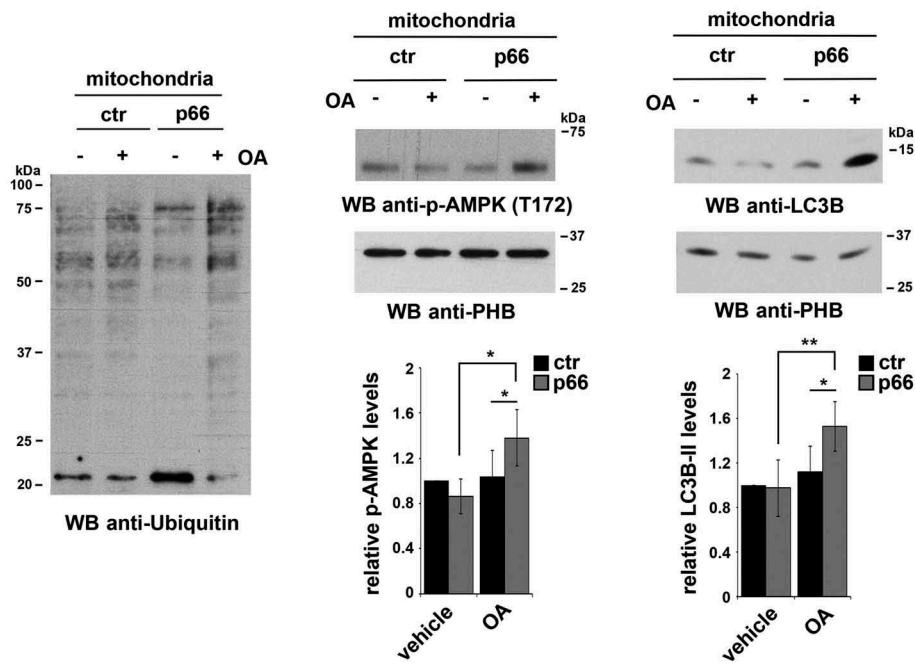 mitochondria
ctr p66
- + - + OA
kDa
100 –
75 –
50 –
37 –
25 –
20 –
WB anti-Ubiquitin
mitochondria
ctr p66
OA - + - +
kDa
–75
WB anti-p-AMPK (T172)
– 37
– 25
WB anti-PHB
2
1.6
1.2
0.8
0.4
0
relative p-AMPK levels
*
*
ctr
p66
vehicle
OA
mitochondria
ctr p66
OA - + - +
kDa
–15
WB anti-LC3B
– 37
– 25
WB anti-PHB
2
1.6
1.2
0.8
0.4
0
relative LC3B-II levels
**
*
ctr
p66
vehicle
OA